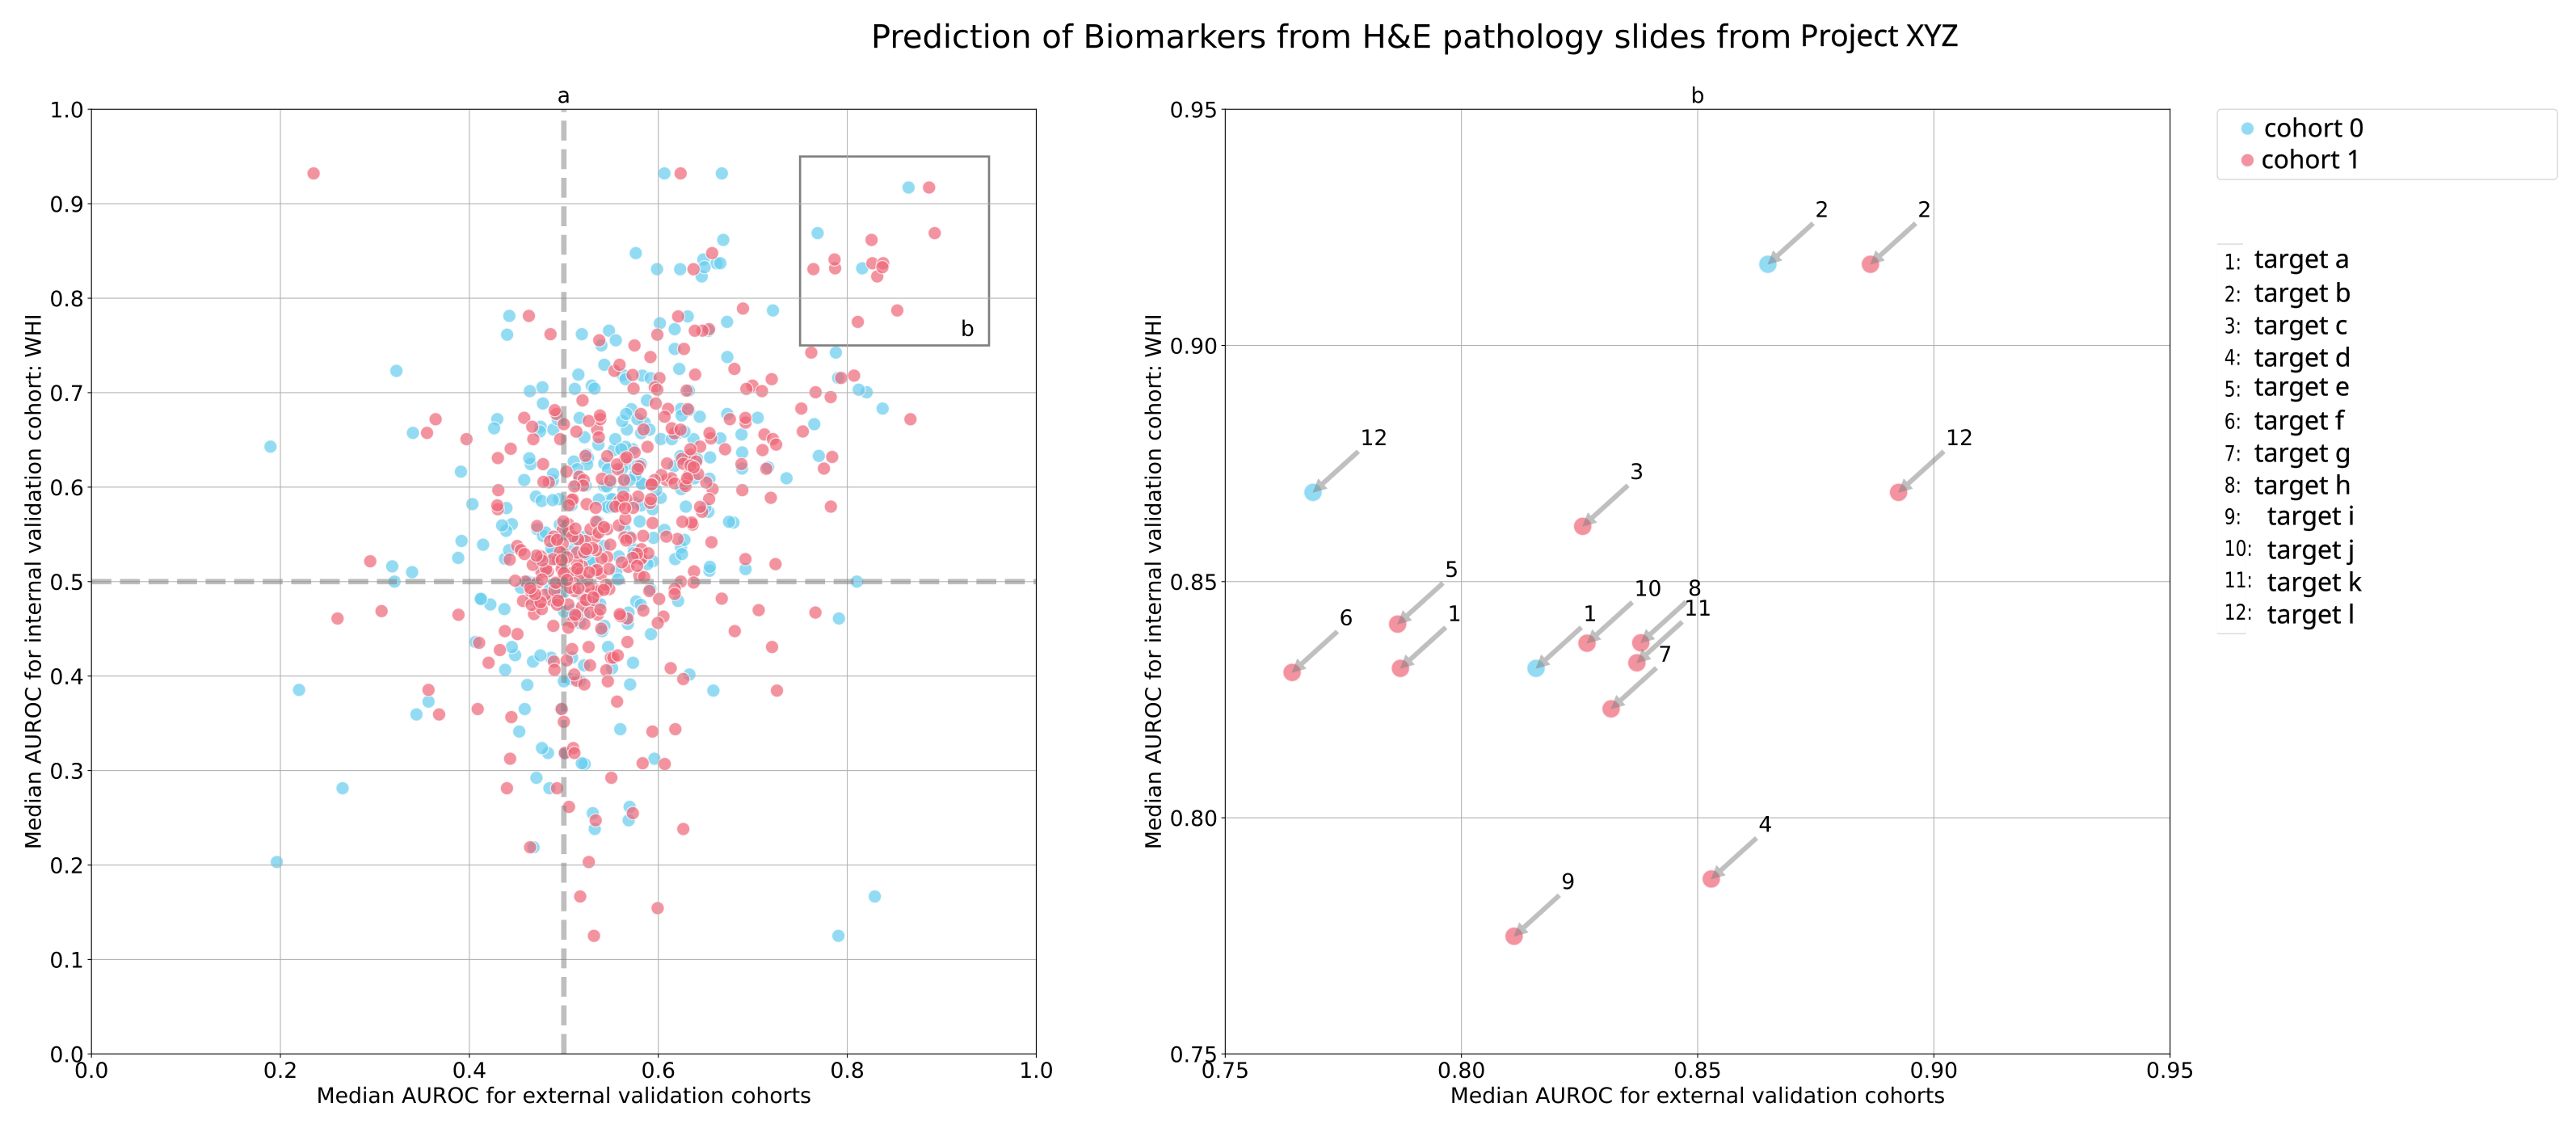 Prediction of Biomarkers from H&E pathology slides from Project XYZ
a
1.0
0.9
0.8
0.7
0.6
0.5
0.4
0.3
0.2
0.1
0.0
Median AUROC for internal validation cohort: WHI
b
0.0 0.2 0.4 0.6 0.8 1.0
Median AUROC for external validation cohorts
b
0.95
0.90
0.85
0.80
0.75
Median AUROC for internal validation cohort: WHI
2 2
12 12
3
5 10 8
11
6 1 1
7
4
9
0.75 0.80 0.85 0.90 0.95
Median AUROC for external validation cohorts
cohort 0
cohort 1
1: target a
2: target b
3: target c
4: target d
5: target e
6: target f
7: target g
8: target h
9: target i
10: target j
11: target k
12: target l